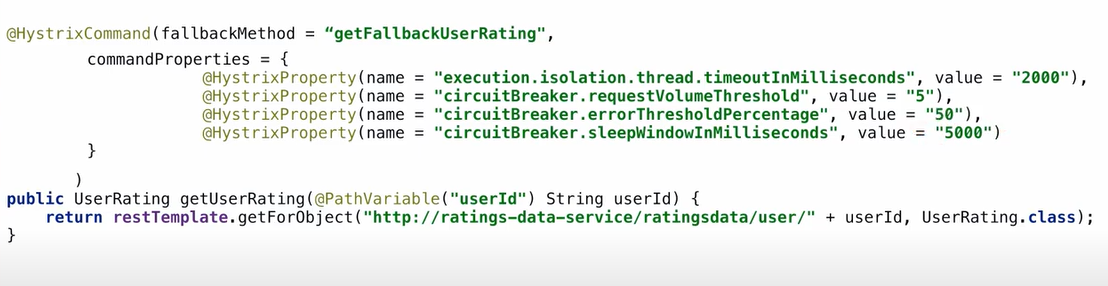 @HystrixCommand(fallbackMethod = “getFallbackUserRating",
commandProperties = {
@HystrixProperty(name = "execution.isolation.thread.timeoutInMilliseconds", value = "2000"),
@HystrixProperty(name = "circuitBreaker.requestVolumeThreshold", value = "5"),
@HystrixProperty(name = "circuitBreaker.errorThresholdPercentage", value = "50"),
@HystrixProperty(name = "circuitBreaker.sleepWindowInMilliseconds", value = "5000")
}
)
public UserRating getUserRating(@PathVariable("userId") String userId) {
return restTemplate.getForObject("http://ratings-data-service/ratingsdata/user/" + userId, UserRating.class);
}